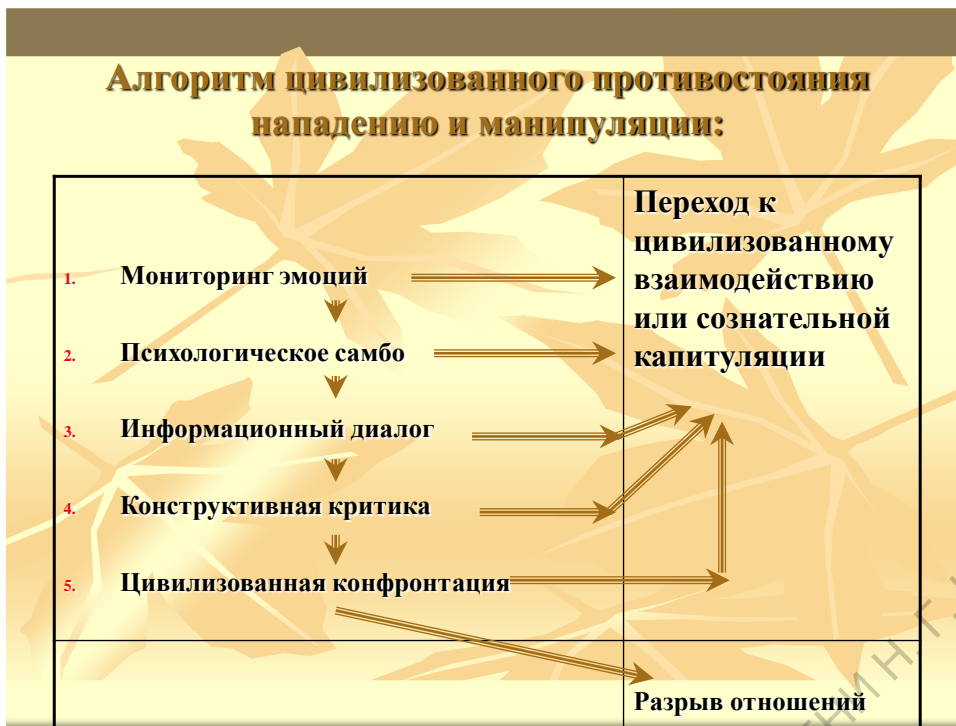 Алгоритм цивилизованного противостояния
нападению и манипуляции:
1. Мониторинг эмоций
2. Психологическое самбо
3. Информационный диалог
4. Конструктивная критика
5. Цивилизованная конфронтация
Переход к
цивилизованному
взаимодействию
или сознательной
капитуляции
Разрыв отношений